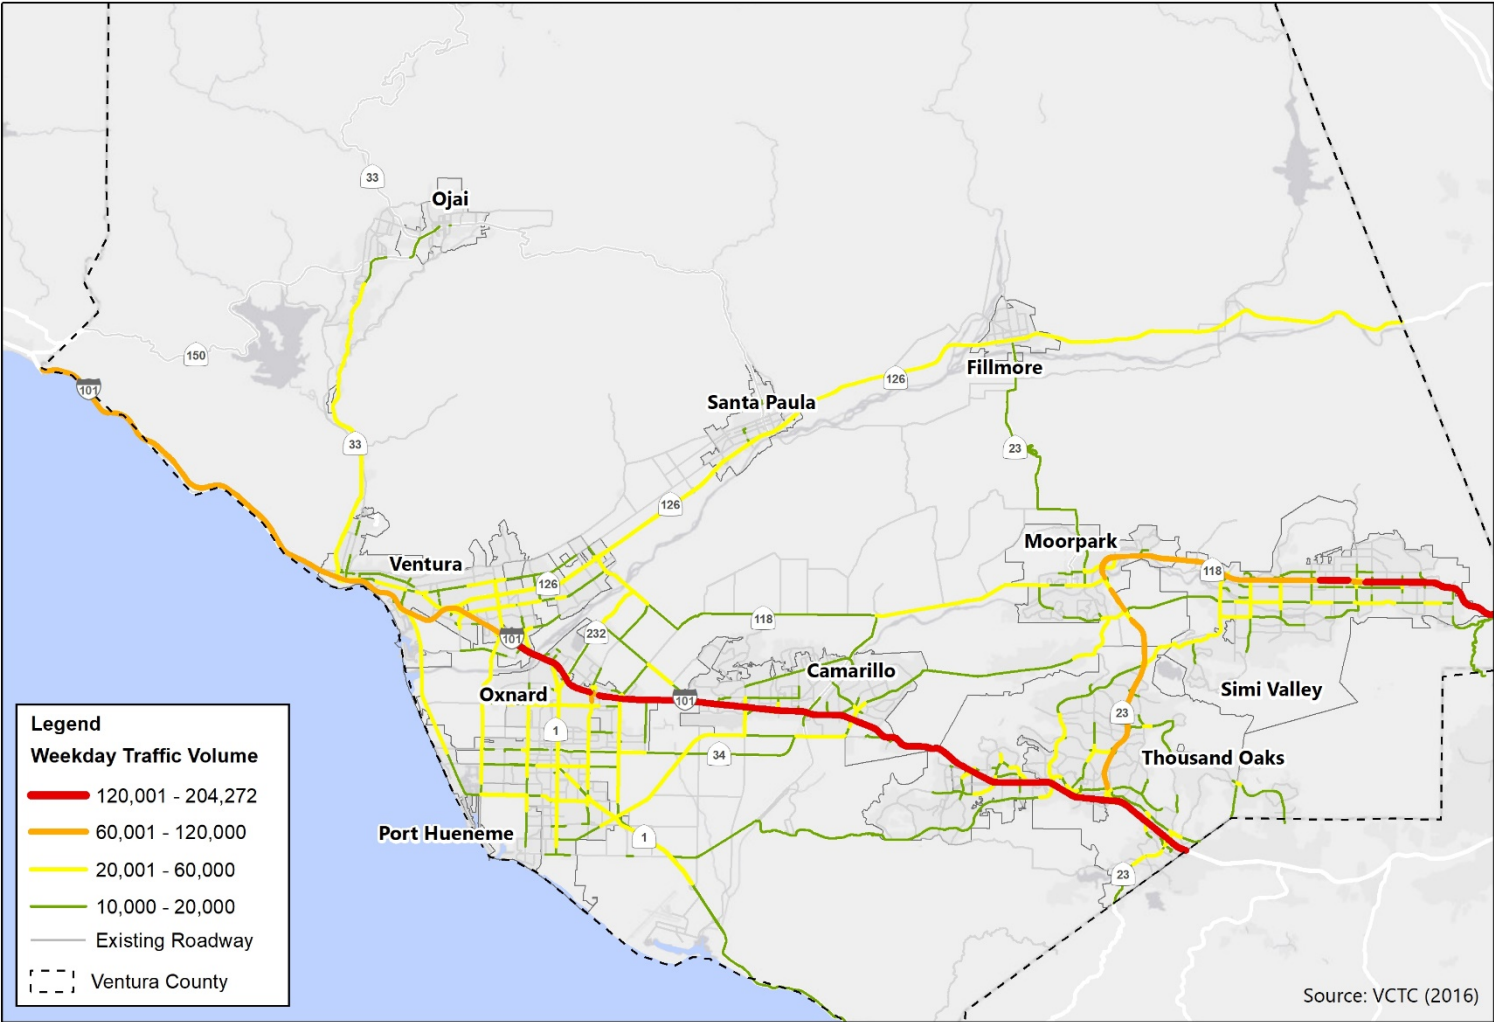 33
Ojai
150
101
Fillmore
126
Santa Paula
33
23
126
Moorpark
Ventura
118
126
118
232
101
Camarillo
Simi Valley
Oxnard
101
23
1
34
Thousand Oaks
Port Hueneme
1
23
Legend
Weekday Traffic Volume
120,001 - 204,272
60,001 - 120,000
20,001 - 60,000
10,000 - 20,000
Existing Roadway
Ventura County
Source: VCTC (2016)